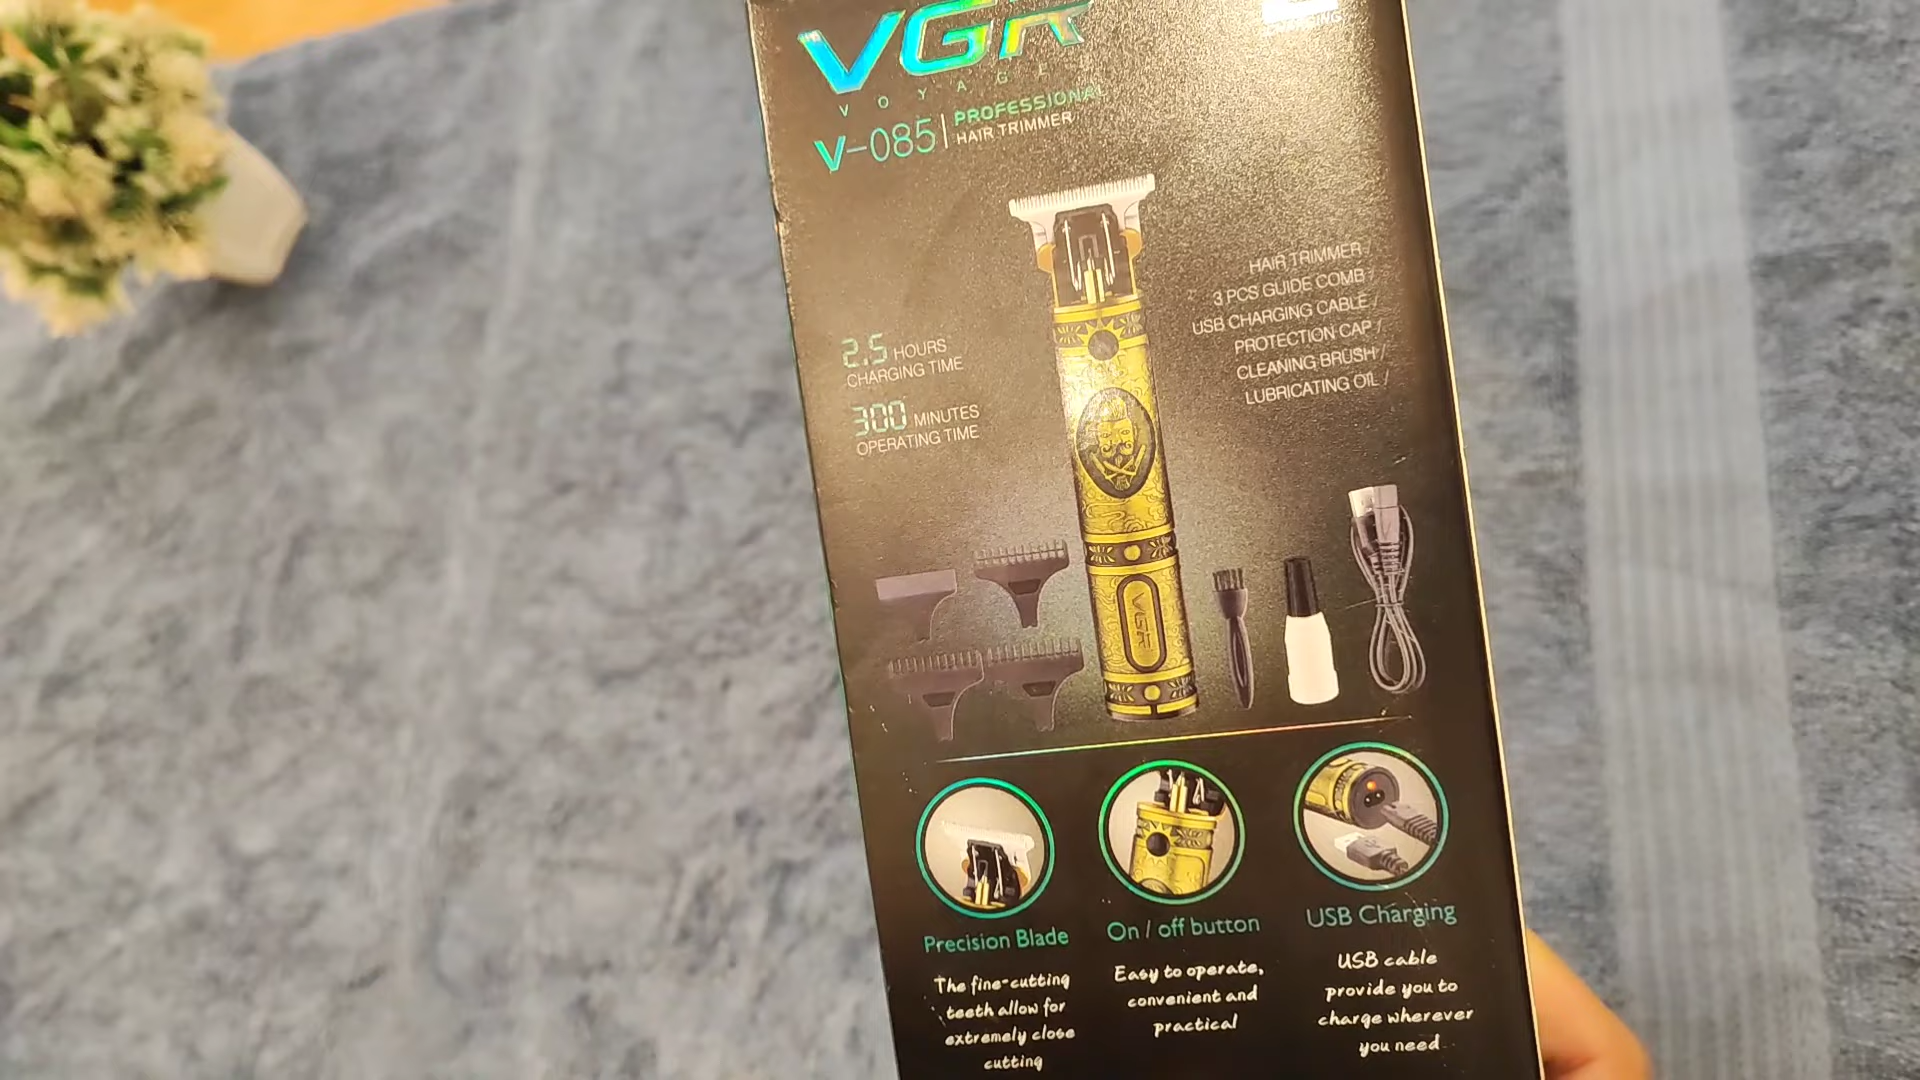 VGR
VOYAGE
V-085
PROFESSIONAL
HAIR TRIMMER
2.5 HOURS
CHARGING TIME
300 MINUTES
OPERATING TIME
HAIR TRIMMER /
3 PCS GUIDE COMB /
USB CHARGING CABLE /
PROTECTION CAP /
CLEANING BRUSH /
LUBRICATING OIL /
VGR
Precision Blade
The fine-cutting
teeth allow for
extremely close
cutting
On / off button
Easy to operate,
convenient and
practical
USB Charging
USB cable
provide you to
charge wherever
you need